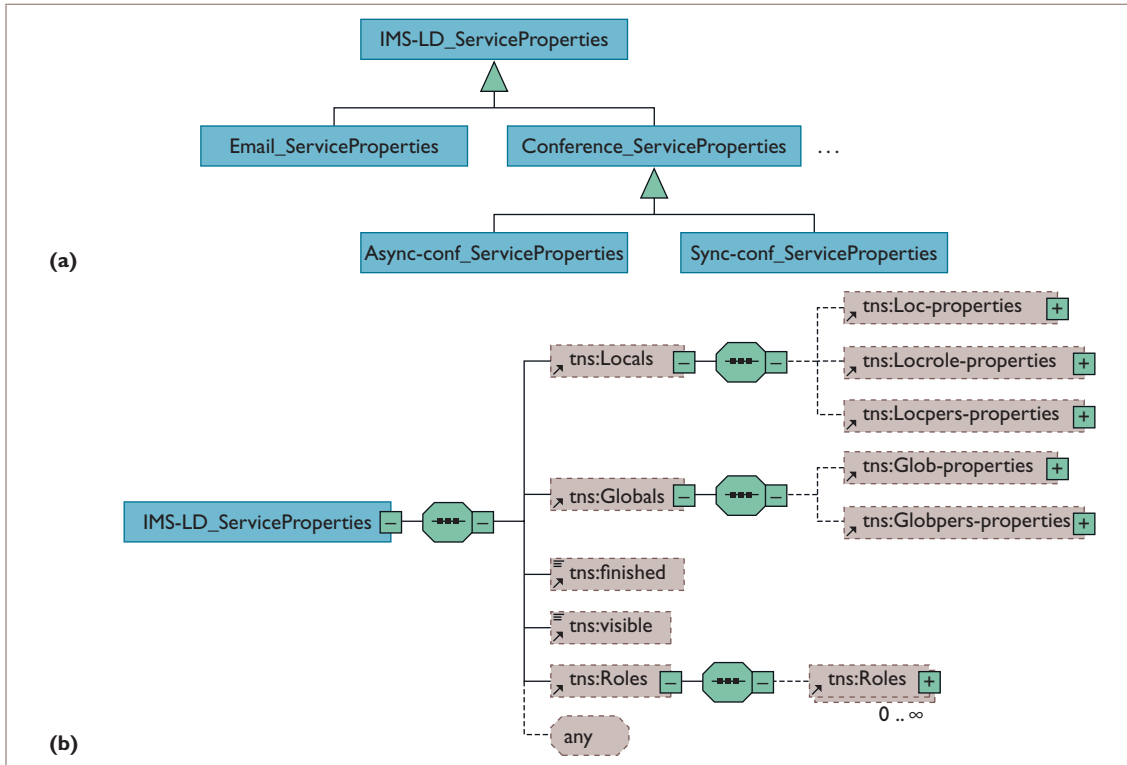 IMS-LD_ServiceProperties
Email_ServiceProperties
Conference_ServiceProperties
...
Async-conf_ServiceProperties
Sync-conf_ServiceProperties
(a)
tns:Loc-properties
+
tns:Locals
−
−
tns:Locrole-properties
+
tns:Locpers-properties
+
tns:Glob-properties
+
tns:Globals
−
−
IMS-LD_ServiceProperties
−
−
tns:Globpers-properties
+
tns:finished
tns:visible
tns:Roles
−
−
tns:Roles
+
0 .. ∞
any
(b)